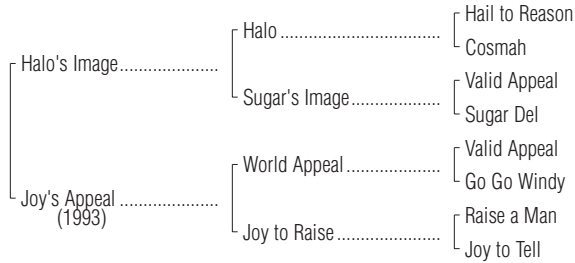 Hail to Reason
Halo ........................................
Cosmah
Halo's Image.......................
Valid Appeal
Sugar's Image......................
Sugar Del
Valid Appeal
World Appeal.......................
Go Go Windy
Joy's Appeal .......................
(1993)
Raise a Man
Joy to Raise.........................
Joy to Tell